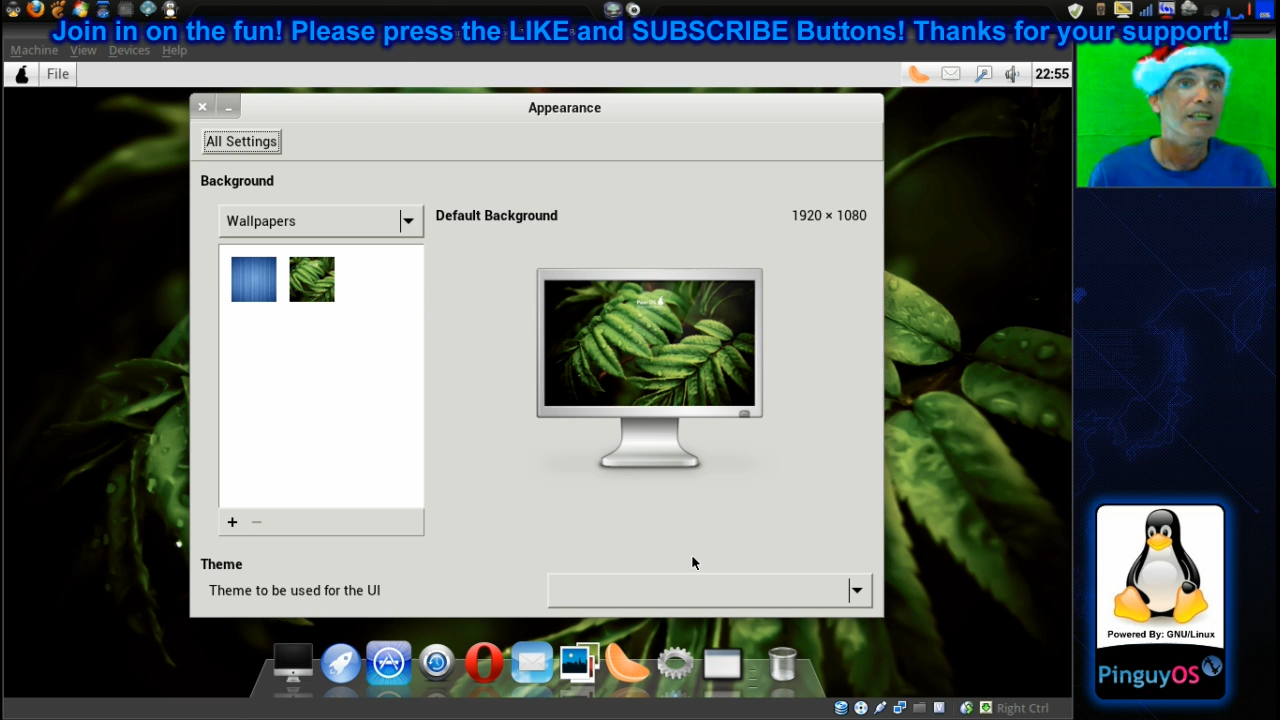 Join in on the fun! Please press the LIKE and SUBSCRIBE Buttons! Thanks for your support!
Machine View Devices Help
File
22:55
Appearance
All Settings
Background
Wallpapers
Default Background
1920 × 1080
Theme
Theme to be used for the UI
Powered By: GNU/Linux
PinguyOS
Right Ctrl